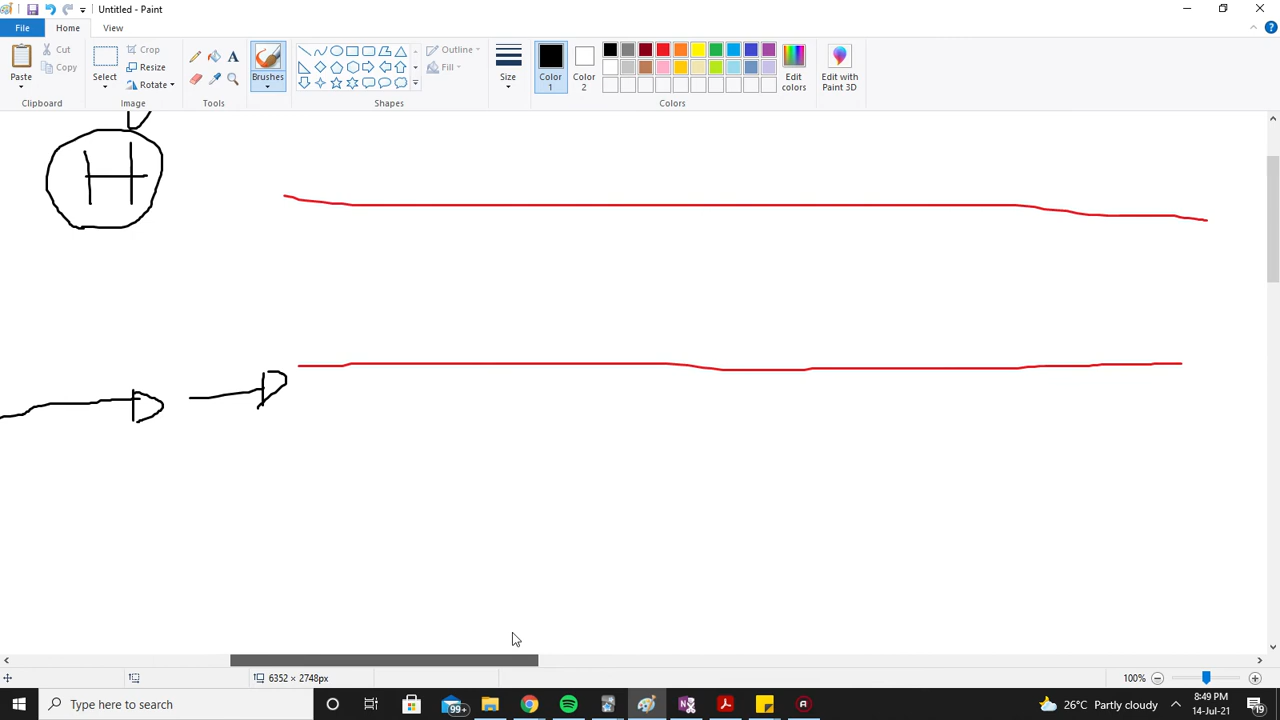 Untitled - Paint
File
Home
View
Paste
Cut
Copy
Clipboard
Select
Crop
Resize
Rotate
Image
Tools
Brushes
Outline
Fill
Shapes
Size
Color 1
Color 2
Edit colors
Edit with Paint 3D
Colors
H
6352 × 2748px
100%
Type here to search
99+
26°C Partly cloudy
8:49 PM
14-Jul-21
19